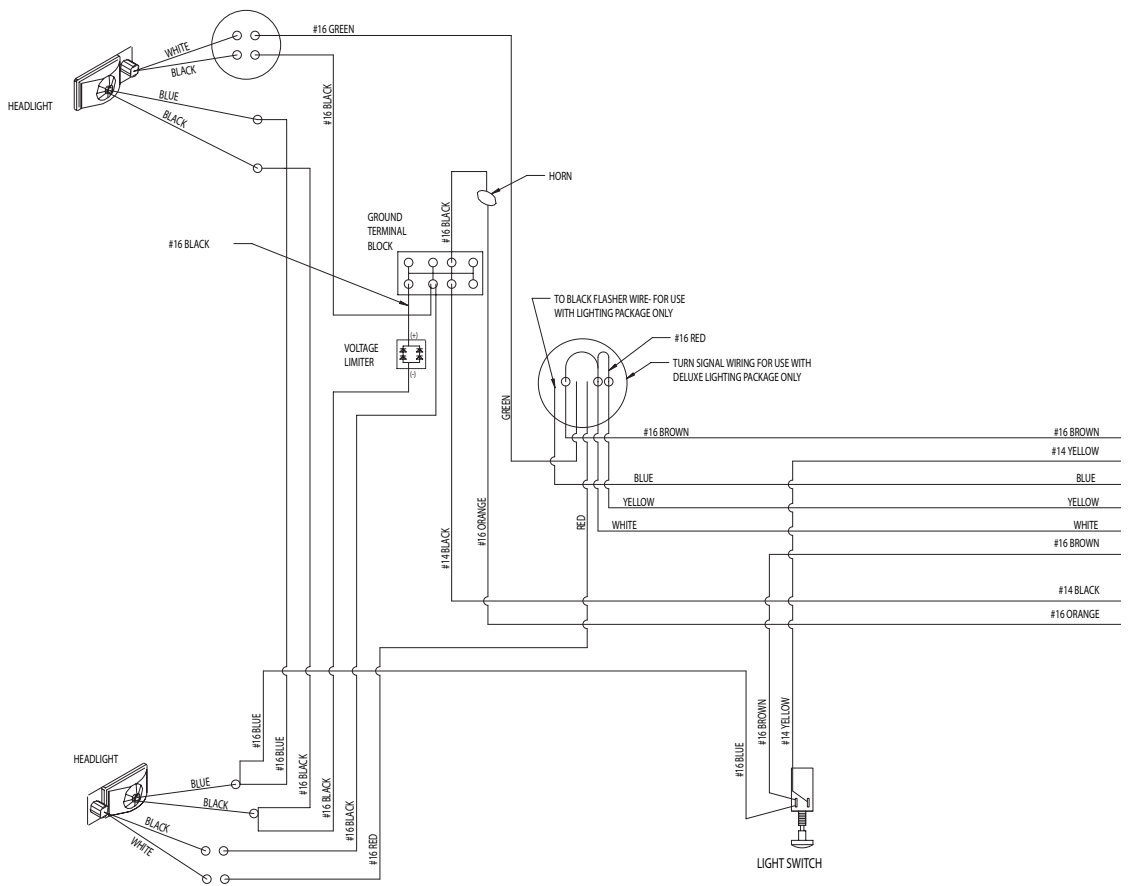 #16 GREEN
WHITE
BLACK
BLUE
BLACK
HEADLIGHT
#16 BLACK
HORN
#16 BLACK
GROUND
TERMINAL
BLOCK
#16 BLACK
TO BLACK FLASHER WIRE- FOR USE
WITH LIGHTING PACKAGE ONLY
(+)
VOLTAGE
LIMITER
(-)
#16 RED
TURN SIGNAL WIRING FOR USE WITH
DELUXE LIGHTING PACKAGE ONLY
GREEN
#16 BROWN
#16 BROWN
#14 YELLOW
BLUE
BLUE
YELLOW
YELLOW
RED
WHITE
WHITE
#16 ORANGE
#14 BLACK
#16 BROWN
#14 BLACK
#16 ORANGE
#16 BLUE
#16 BLUE
#16 BLACK
#16 BLACK
#16 BLACK
#16 RED
#16 BLUE
#16 BROWN
#14 YELLOW
HEADLIGHT
BLUE
BLACK
BLACK
WHITE
LIGHT SWITCH